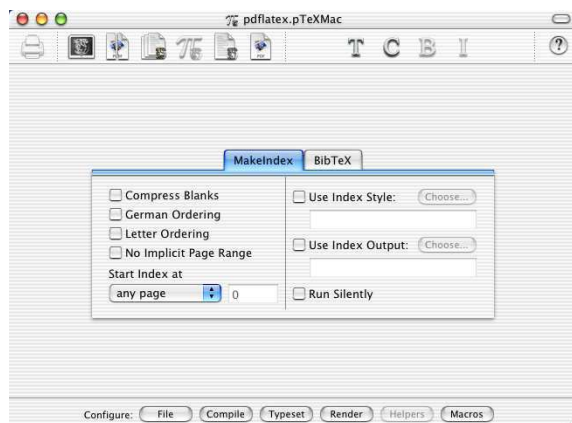 pdflatex.pTeXMac
T C B I ?
MakeIndex BibTeX
Compress Blanks
German Ordering
Letter Ordering
No Implicit Page Range
Start Index at
any page 0
Use Index Style: Choose...
Use Index Output: Choose...
Run Silently
Configure: File Compile Typeset Render Helpers Macros